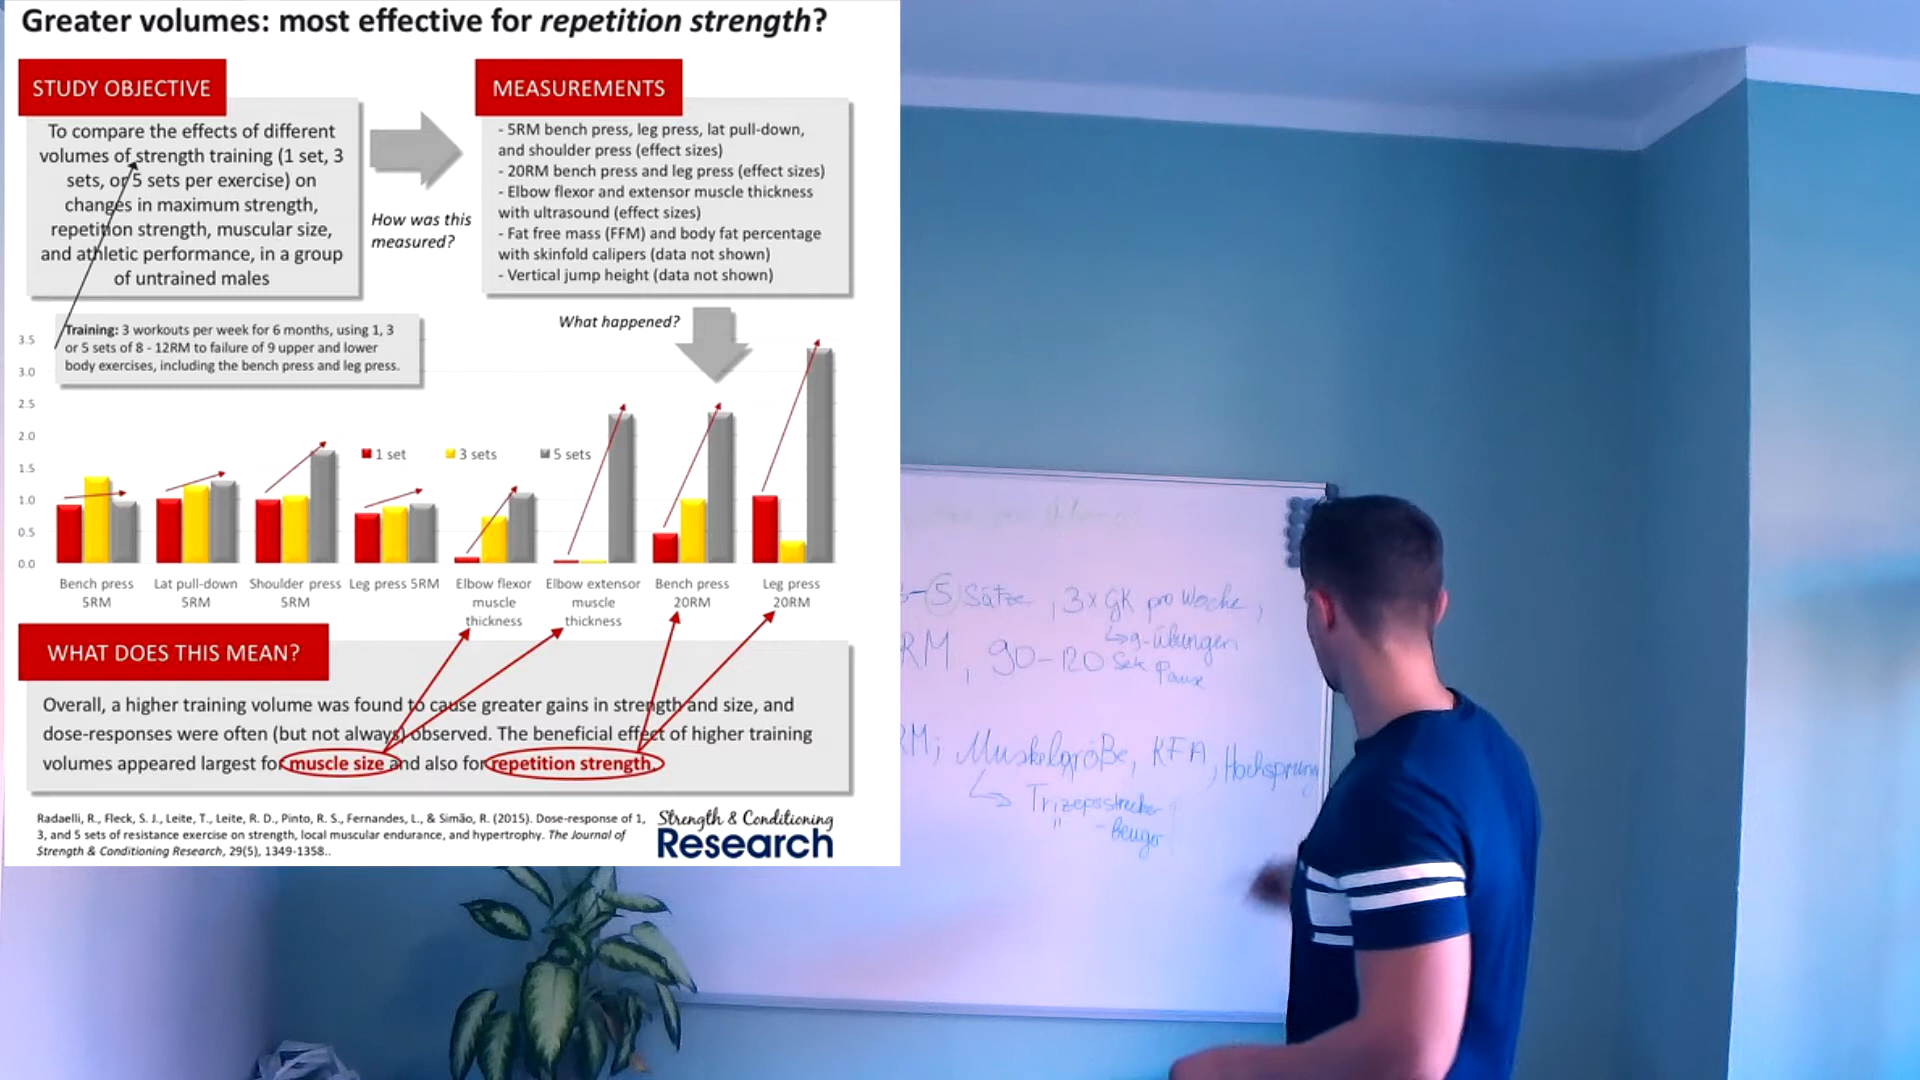 Greater volumes: most effective for repetition strength?
STUDY OBJECTIVE
To compare the effects of different
volumes of strength training (1 set, 3
sets, or 5 sets per exercise) on
changes in maximum strength,
repetition strength, muscular size,
and athletic performance, in a group
of untrained males
How was this
measured?
MEASUREMENTS
- 5RM bench press, leg press, lat pull-down,
and shoulder press (effect sizes)
- 20RM bench press and leg press (effect sizes)
- Elbow flexor and extensor muscle thickness
with ultrasound (effect sizes)
- Fat free mass (FFM) and body fat percentage
with skinfold calipers (data not shown)
- Vertical jump height (data not shown)
What happened?
Training: 3 workouts per week for 6 months, using 1, 3
or 5 sets of 8 - 12RM to failure of 9 upper and lower
body exercises, including the bench press and leg press.
3.5
3.0
2.5
2.0
1.5
1.0
0.5
0.0
1 set 3 sets 5 sets
Bench press
5RM
Lat pull-down
5RM
Shoulder press
5RM
Leg press 5RM
Elbow flexor
muscle
thickness
Elbow extensor
muscle
thickness
Bench press
20RM
Leg press
20RM
WHAT DOES THIS MEAN?
Overall, a higher training volume was found to cause greater gains in strength and size, and
dose-responses were often (but not always) observed. The beneficial effect of higher training
volumes appeared largest for muscle size and also for repetition strength.
Radaelli, R., Fleck, S. J., Leite, T., Leite, R. D., Pinto, R. S., Fernandes, L., & Simão, R. (2015). Dose-response of 1,
3, and 5 sets of resistance exercise on strength, local muscular endurance, and hypertrophy. The Journal of
Strength & Conditioning Research, 29(5), 1349-1358..
Strength & Conditioning
Research
-5 Sätze, 3x GK pro Woche,
9-Übungen
RM, 90-120 Sek Pause
RM; Muskelgröße, KFA, Hochsprung
Trizepsstrecker
" -Beuger